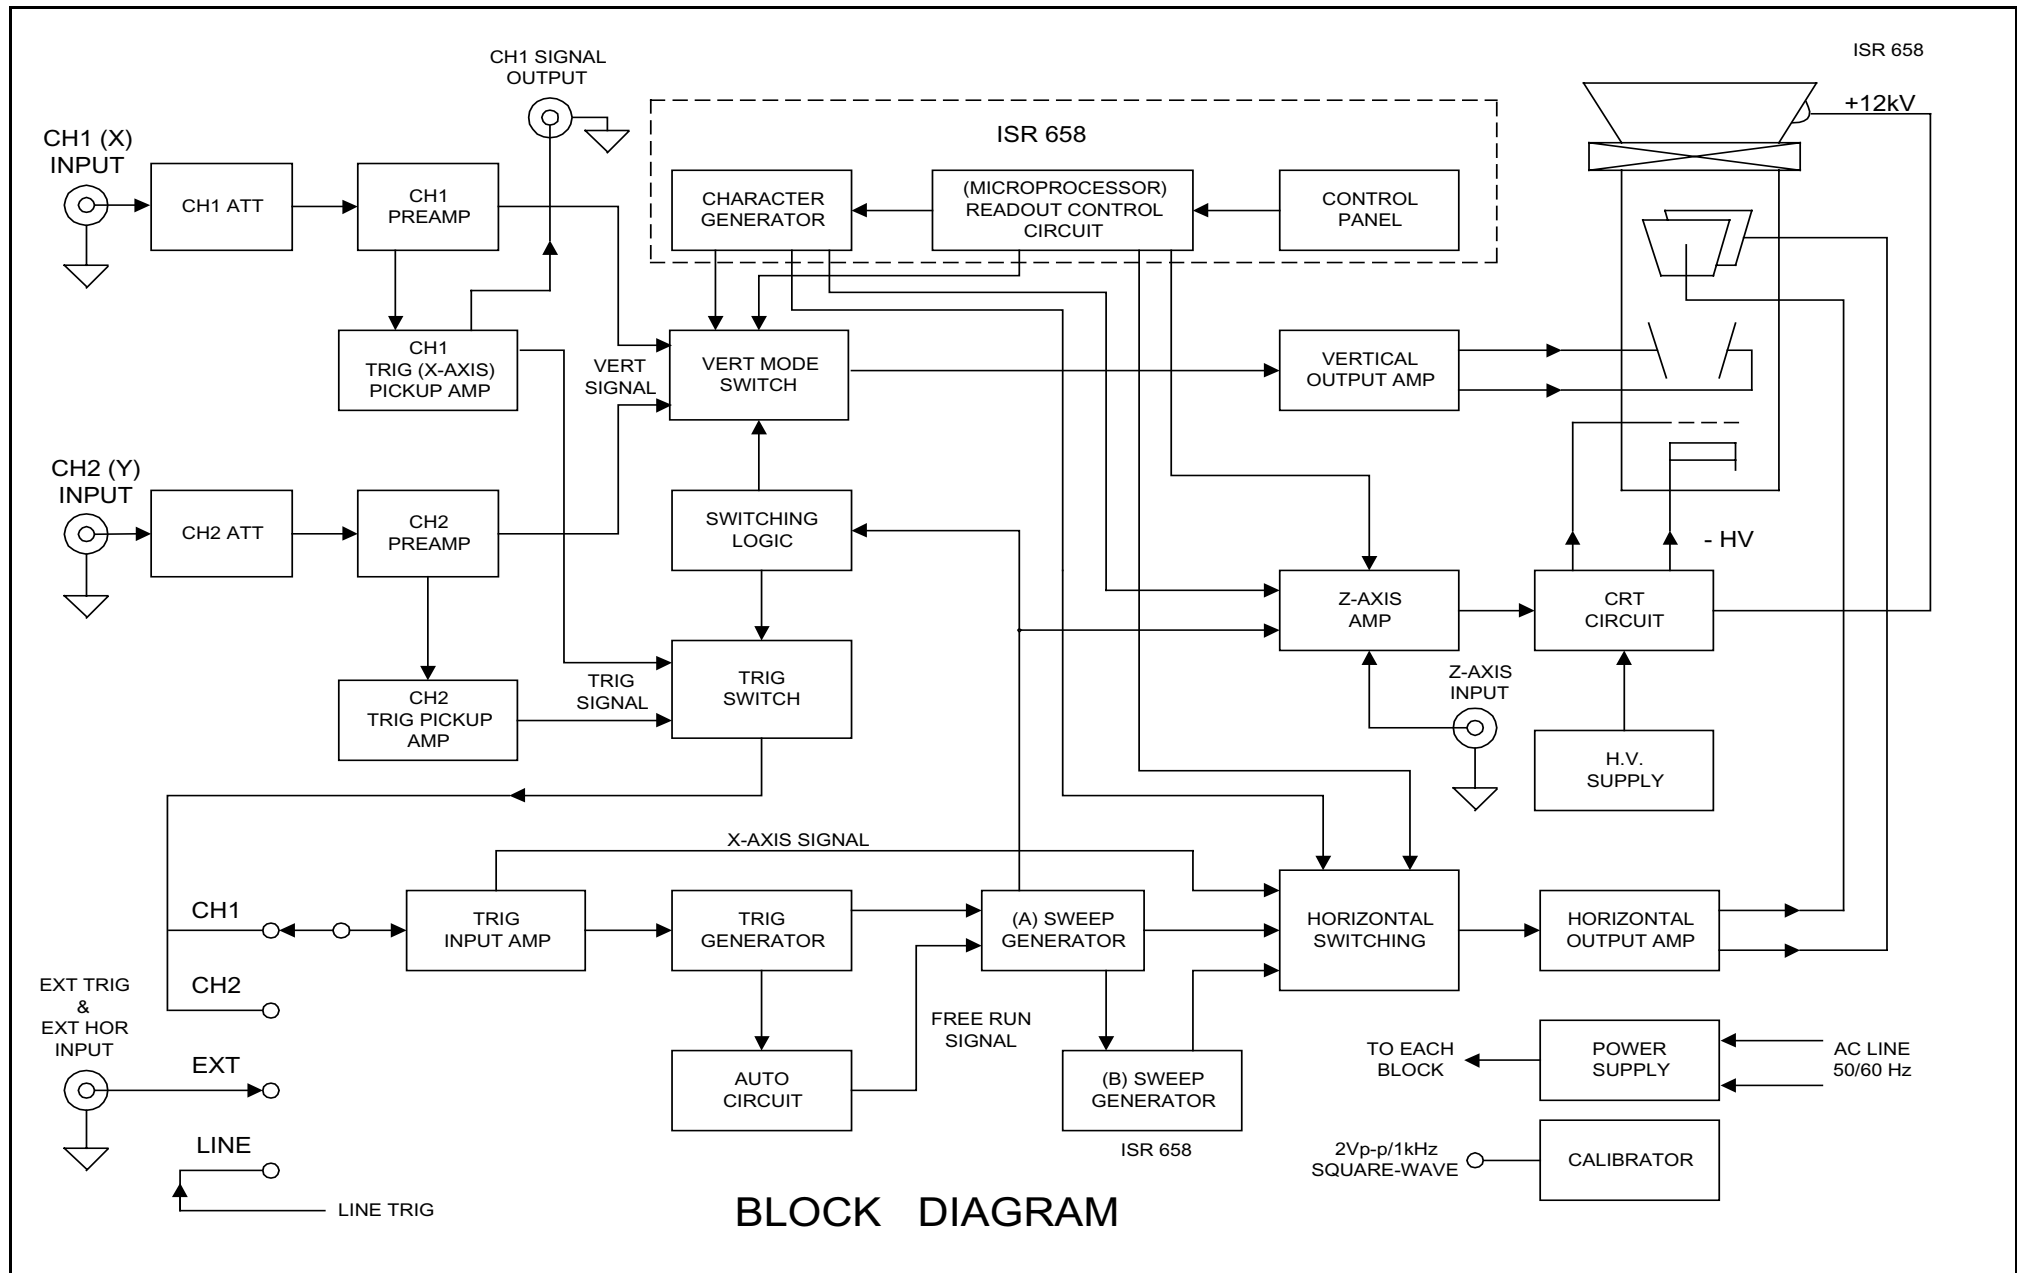 CH1 SIGNAL
OUTPUT
ISR 658
+12kV
CH1 (X)
INPUT
ISR 658
CH1 ATT
CH1
PREAMP
CHARACTER
GENERATOR
(MICROPROCESSOR)
READOUT CONTROL
CIRCUIT
CONTROL
PANEL
CH1
TRIG (X-AXIS)
PICKUP AMP
VERT
SIGNAL
VERT MODE
SWITCH
VERTICAL
OUTPUT AMP
CH2 (Y)
INPUT
CH2 ATT
CH2
PREAMP
SWITCHING
LOGIC
- HV
Z-AXIS
AMP
CRT
CIRCUIT
CH2
TRIG PICKUP
AMP
TRIG
SIGNAL
TRIG
SWITCH
Z-AXIS
INPUT
H.V.
SUPPLY
X-AXIS SIGNAL
CH1
TRIG
INPUT AMP
TRIG
GENERATOR
(A) SWEEP
GENERATOR
HORIZONTAL
SWITCHING
HORIZONTAL
OUTPUT AMP
CH2
EXT TRIG
&
EXT HOR
INPUT
FREE RUN
SIGNAL
EXT
AUTO
CIRCUIT
(B) SWEEP
GENERATOR
ISR 658
TO EACH
BLOCK
POWER
SUPPLY
AC LINE
50/60 Hz
LINE
LINE TRIG
2Vp-p/1kHz
SQUARE-WAVE
CALIBRATOR
BLOCK DIAGRAM